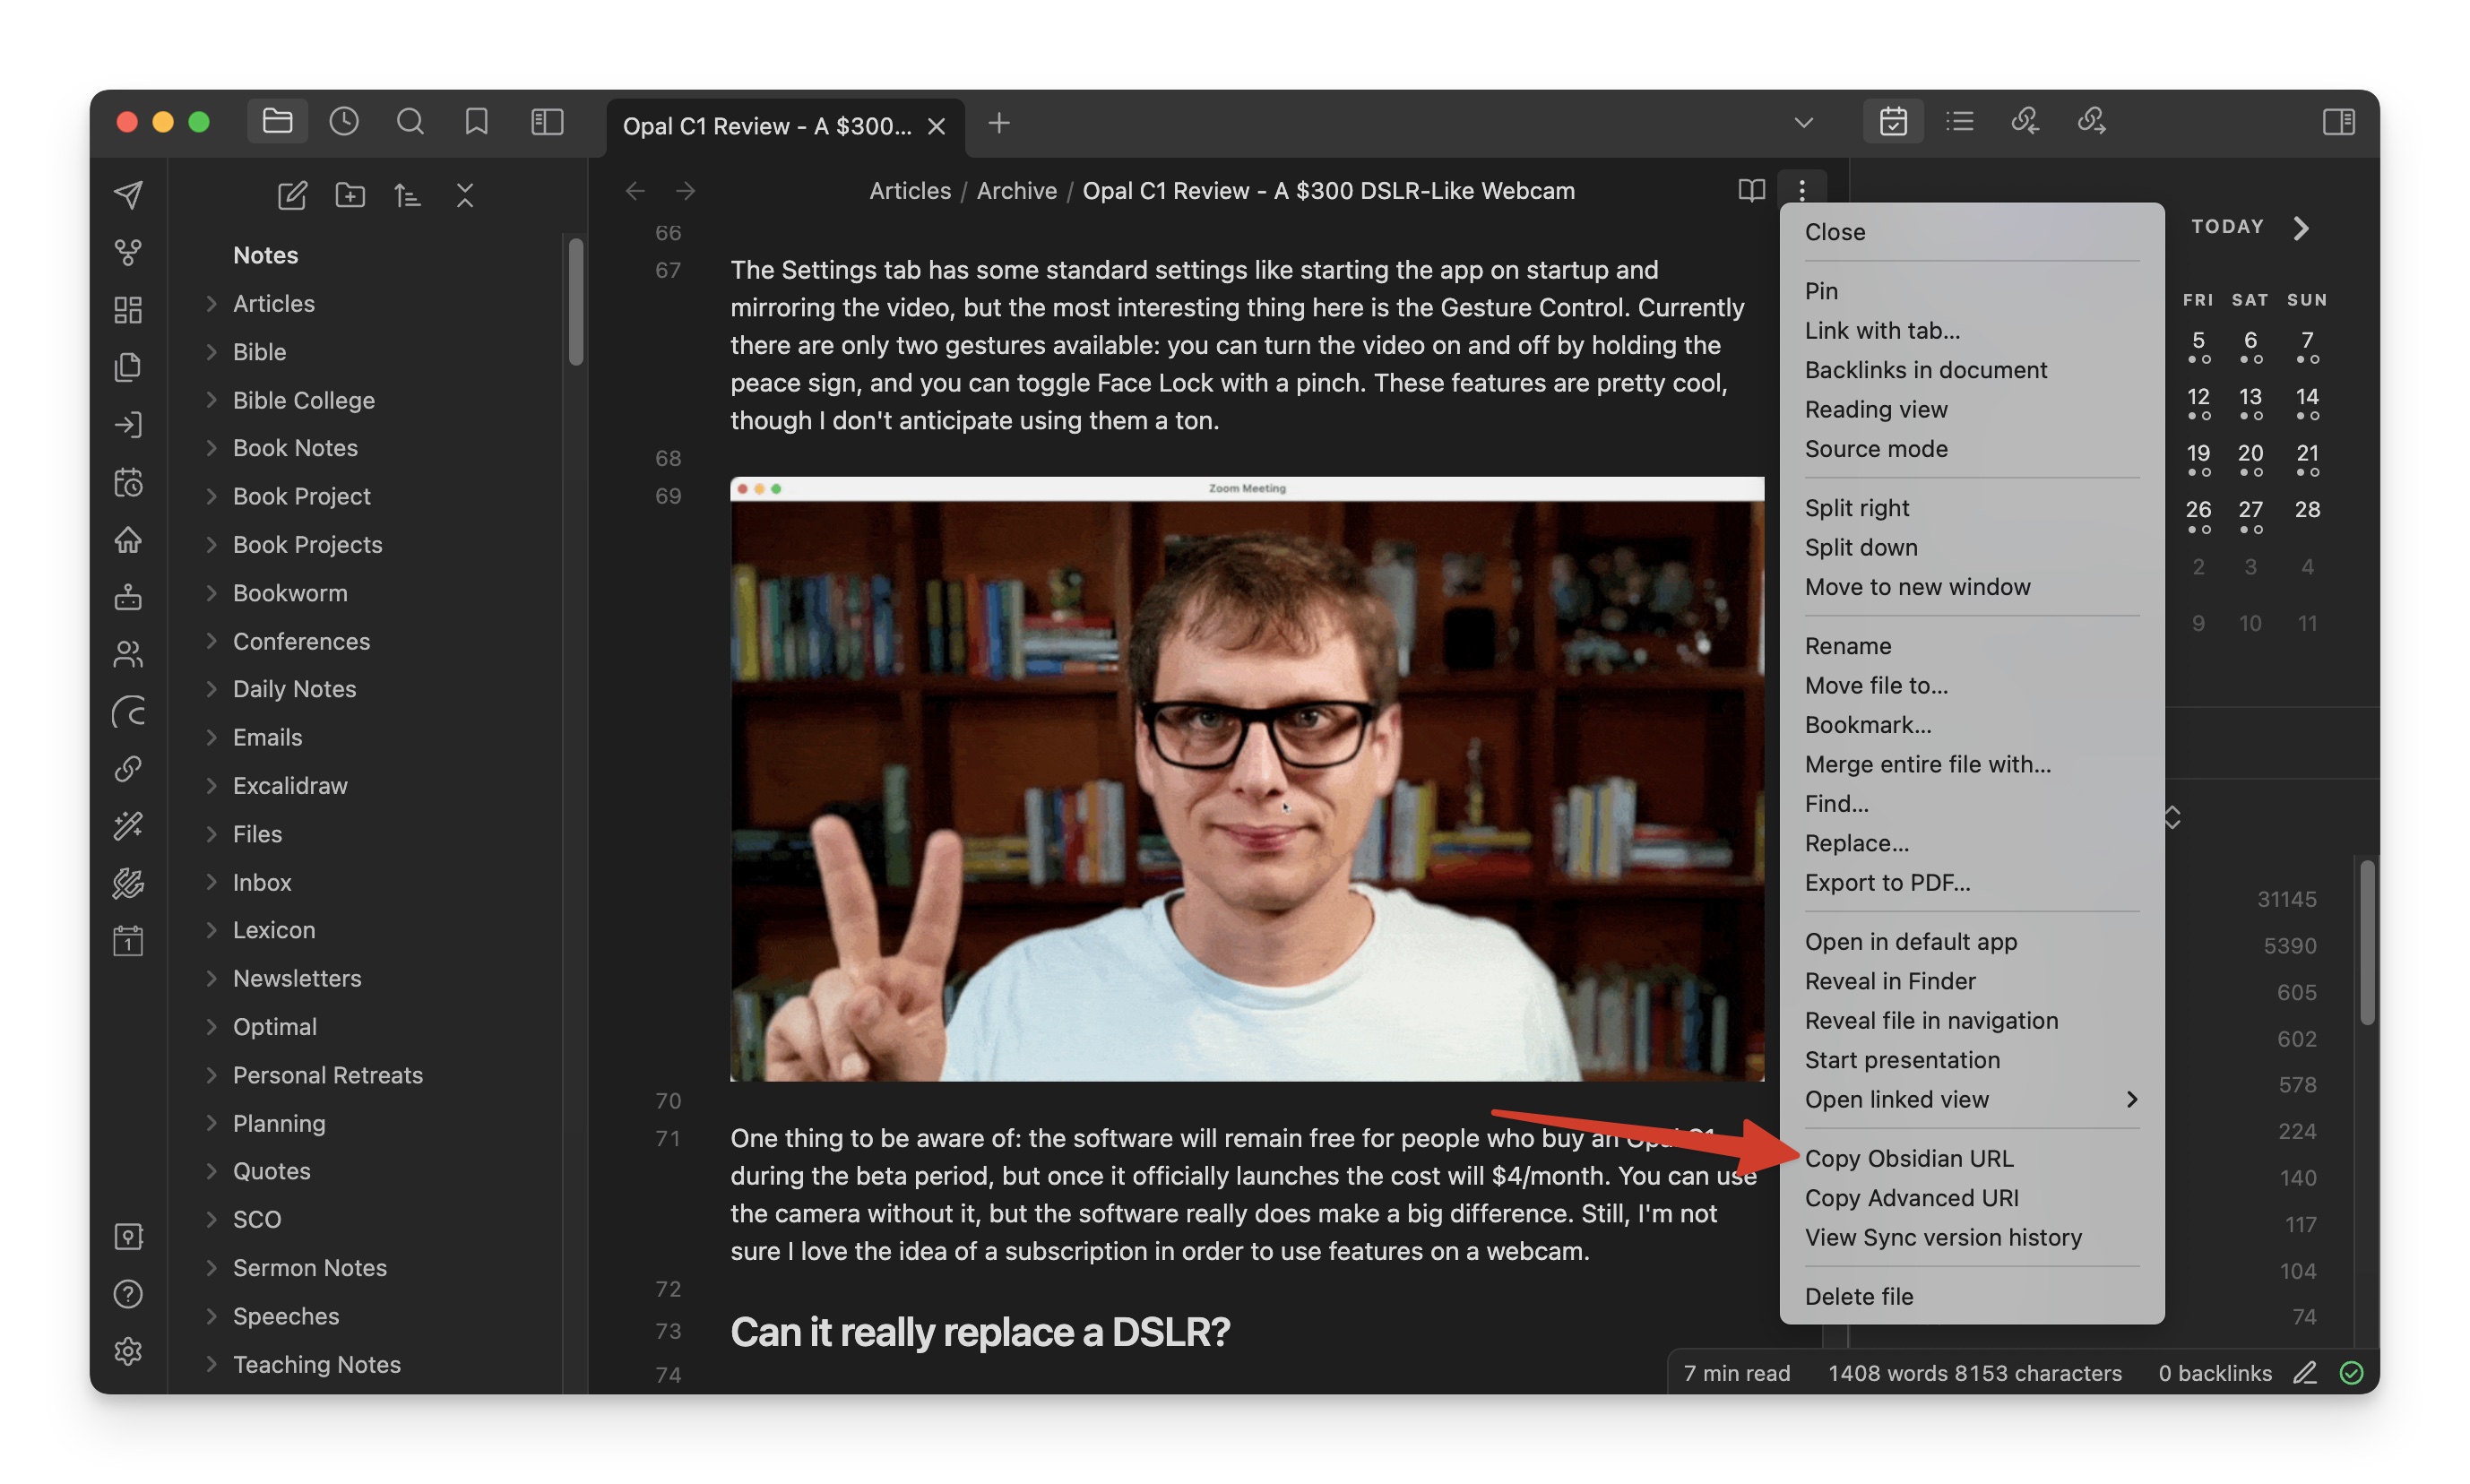 Opal C1 Review - A $300...
Notes
Articles
Bible
Bible College
Book Notes
Book Project
Book Projects
Bookworm
Conferences
Daily Notes
Emails
Excalidraw
Files
Inbox
Lexicon
Newsletters
Optimal
Personal Retreats
Planning
Quotes
SCO
Sermon Notes
Speeches
Teaching Notes
1
Articles / Archive / Opal C1 Review - A $300 DSLR-Like Webcam
66
67
The Settings tab has some standard settings like starting the app on startup and
mirroring the video, but the most interesting thing here is the Gesture Control. Currently
there are only two gestures available: you can turn the video on and off by holding the
peace sign, and you can toggle Face Lock with a pinch. These features are pretty cool,
though I don't anticipate using them a ton.
68
69
Zoom Meeting
70
71
One thing to be aware of: the software will remain free for people who buy an Opal C1
during the beta period, but once it officially launches the cost will $4/month. You can use
the camera without it, but the software really does make a big difference. Still, I'm not
sure I love the idea of a subscription in order to use features on a webcam.
72
73
Can it really replace a DSLR?
74
Close
Pin
Link with tab...
Backlinks in document
Reading view
Source mode
Split right
Split down
Move to new window
Rename
Move file to...
Bookmark...
Merge entire file with...
Find...
Replace...
Export to PDF...
Open in default app
Reveal in Finder
Reveal file in navigation
Start presentation
Open linked view
Copy Obsidian URL
Copy Advanced URI
View Sync version history
Delete file
TODAY
FRI SAT SUN
5 6 7
12 13 14
19 20 21
26 27 28
2 3 4
9 10 11
31145
5390
605
602
578
224
140
117
104
74
7 min read 1408 words 8153 characters 0 backlinks